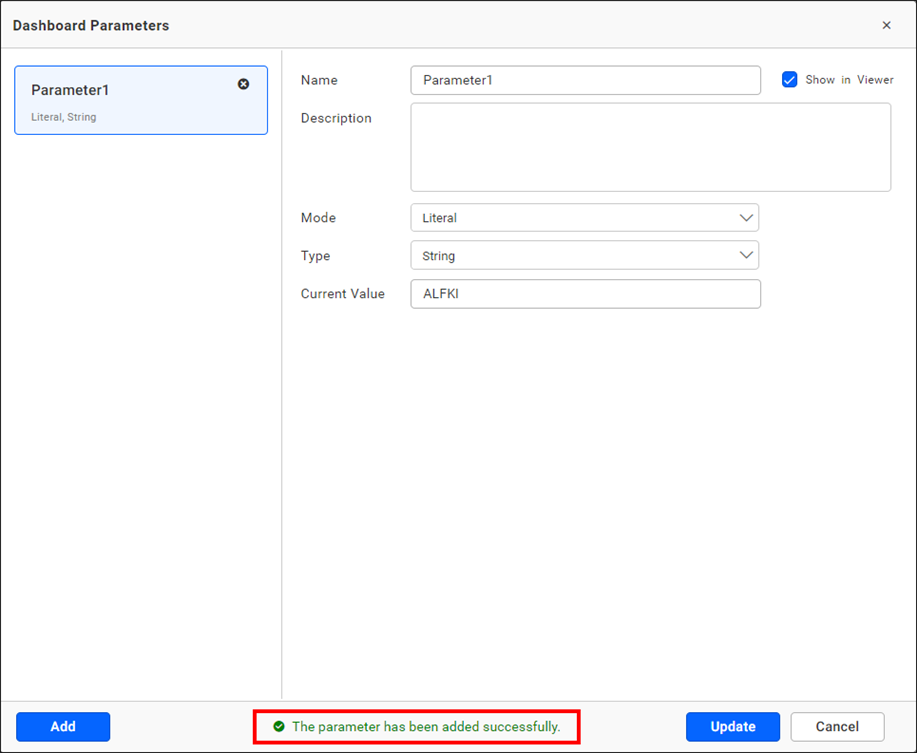 Dashboard Parameters
Parameter1
Literal, String
Name
Parameter1
Show in Viewer
Description
Mode
Literal
Type
String
Current Value
ALFKI
Add
The parameter has been added successfully.
Update
Cancel